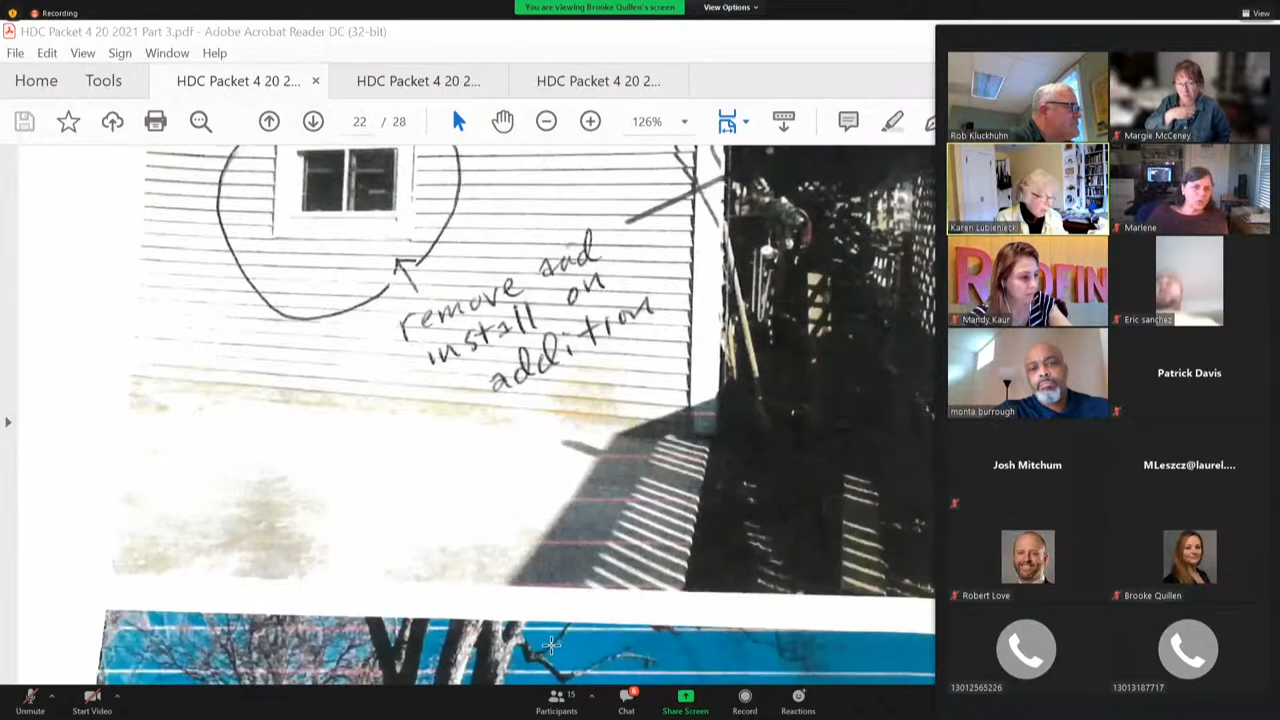 Recording
You are viewing Brooke Quillen's screen
View Options
View
HDC Packet 4 20 2021 Part 3.pdf - Adobe Acrobat Reader DC (32-bit)
File Edit View Sign Window Help
Home Tools HDC Packet 4 20 2... × HDC Packet 4 20 2... HDC Packet 4 20 2...
22 / 28 126%
remove and
install on
addition
Rob Kluckhuhn
Margie McCeney
Karen Lubieniecki
Marlene
REDFIN
Mandy Kaur
Eric sanchez
monta burrough
Patrick Davis
Josh Mitchum
MLeszcz@laurel....
Robert Love
Brooke Quillen
13012565226
13013187717
Unmute
Start Video
15
Participants
6
Chat
Share Screen
Record
Reactions